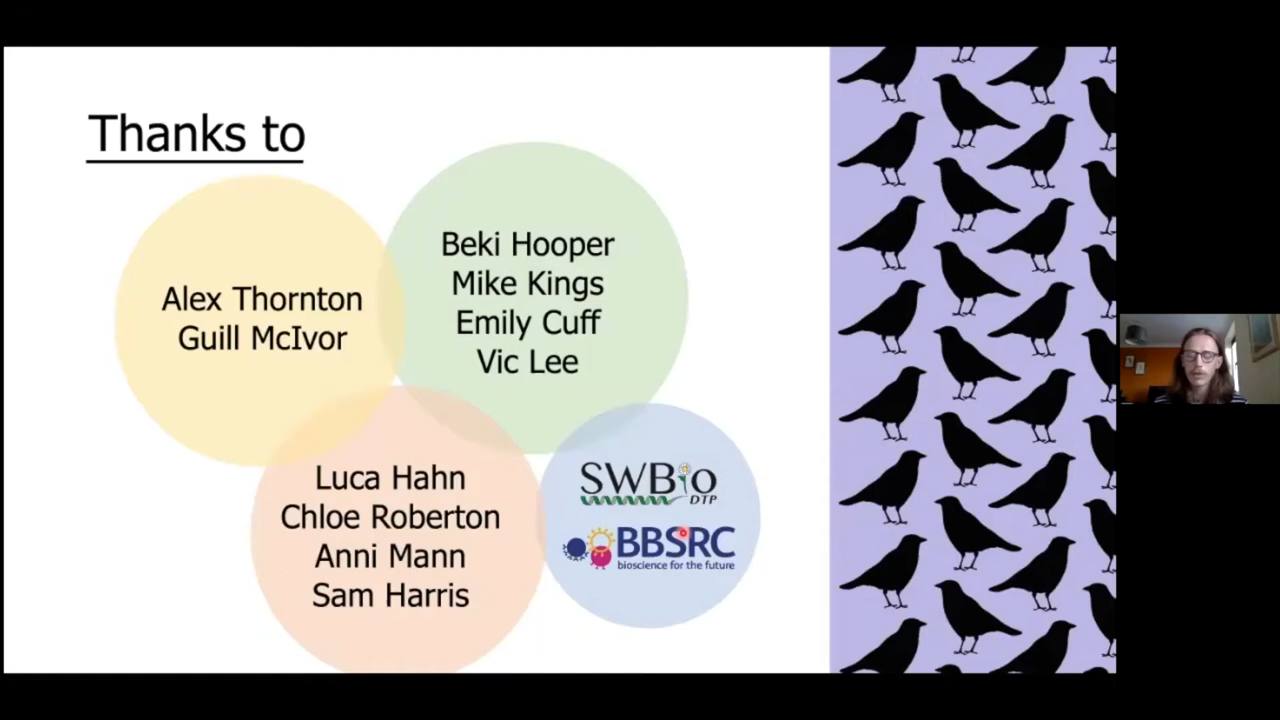 Thanks to
Alex Thornton
Guill McIvor
Beki Hooper
Mike Kings
Emily Cuff
Vic Lee
Luca Hahn
Chloe Roberton
Anni Mann
Sam Harris
SWBio
DTP
BBSRC
bioscience for the future